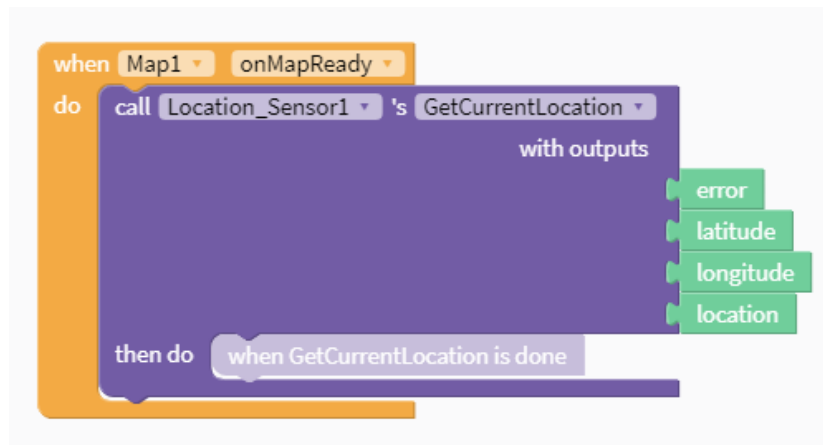 when Map1 onMapReady
do call Location_Sensor1 's GetCurrentLocation
with outputs
error
latitude
longitude
location
then do when GetCurrentLocation is done